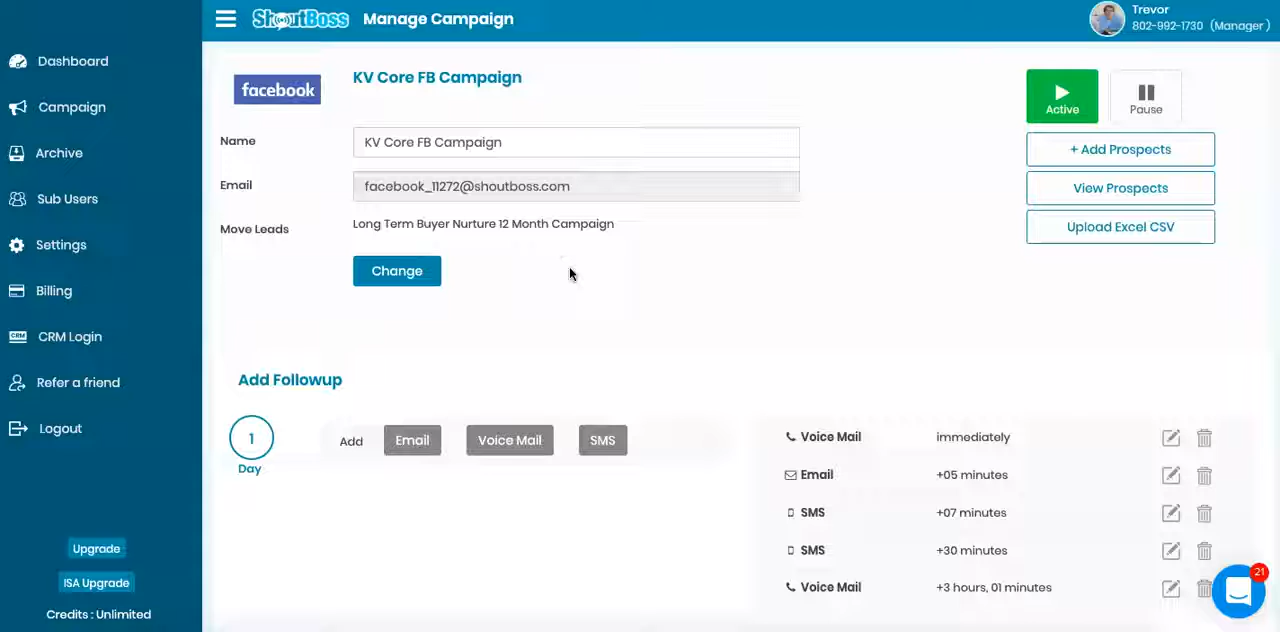 ShoutBoss
Manage Campaign
Trevor
802-992-1730 (Manager )
Dashboard
Campaign
Archive
Sub Users
Settings
Billing
CRM
CRM Login
Refer a friend
Logout
Upgrade
ISA Upgrade
Credits : Unlimited
facebook
KV Core FB Campaign
Name
KV Core FB Campaign
Email
facebook_11272@shoutboss.com
Move Leads
Long Term Buyer Nurture 12 Month Campaign
Change
Active
Pause
+ Add Prospects
View Prospects
Upload Excel CSV
Add Followup
1
Day
Add
Email
Voice Mail
SMS
Voice Mail immediately
Email +05 minutes
SMS +07 minutes
SMS +30 minutes
Voice Mail +3 hours, 01 minutes
21